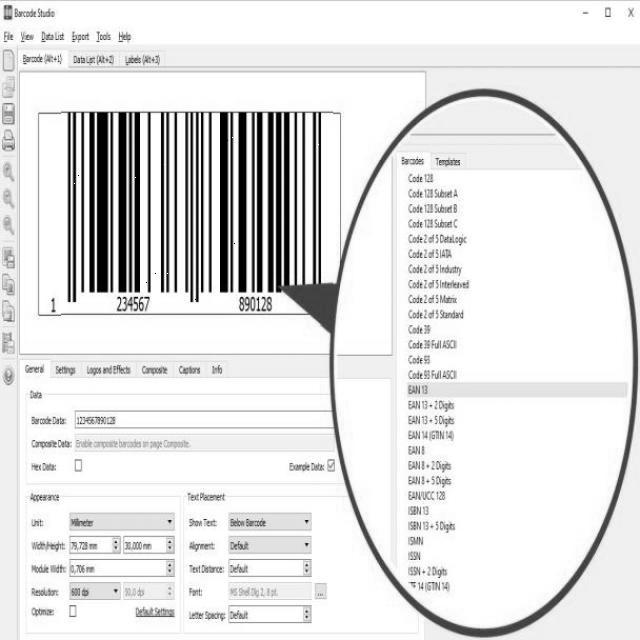 Barcode Studio
File View Data List Export Tools Help
Barcode (Alt+1) Data List (Alt+2) Labels (Alt+3)
1 234567 890128
General Settings Logos and Effects Composite Captions Info
Data
Barcode Data: 1234567890128
Composite Data: Enable composite barcodes on page Composite.
Hex Data: Example Data:
Appearance
Unit: Millimeter
Width/Height: 79,728 mm 30,000 mm
Module Width: 0,706 mm
Resolution: 600 dpi 30,0 dpi
Optimize: Default Settings
Text Placement
Show Text: Below Barcode
Alignment: Default
Text Distance: Default
Font: MS Shell Dlg 2, 8 pt. ...
Letter Spacing: Default
Barcodes Templates
Code 128
Code 128 Subset A
Code 128 Subset B
Code 128 Subset C
Code 2 of 5 DataLogic
Code 2 of 5 IATA
Code 2 of 5 Industry
Code 2 of 5 Interleaved
Code 2 of 5 Matrix
Code 2 of 5 Standard
Code 39
Code 39 Full ASCII
Code 93
Code 93 Full ASCII
EAN 13
EAN 13 + 2 Digits
EAN 13 + 5 Digits
EAN 14 (GTIN 14)
EAN 8
EAN 8 + 2 Digits
EAN 8 + 5 Digits
EAN/UCC 128
ISBN 13
ISBN 13 + 5 Digits
ISMN
ISSN
ISSN + 2 Digits
14 (GTIN 14)